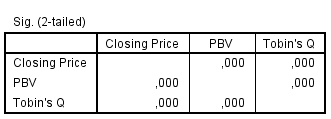 Sig. (2-tailed)
Closing Price PBV Tobin's Q
Closing Price ,000 ,000
PBV ,000 ,000
Tobin's Q ,000 ,000